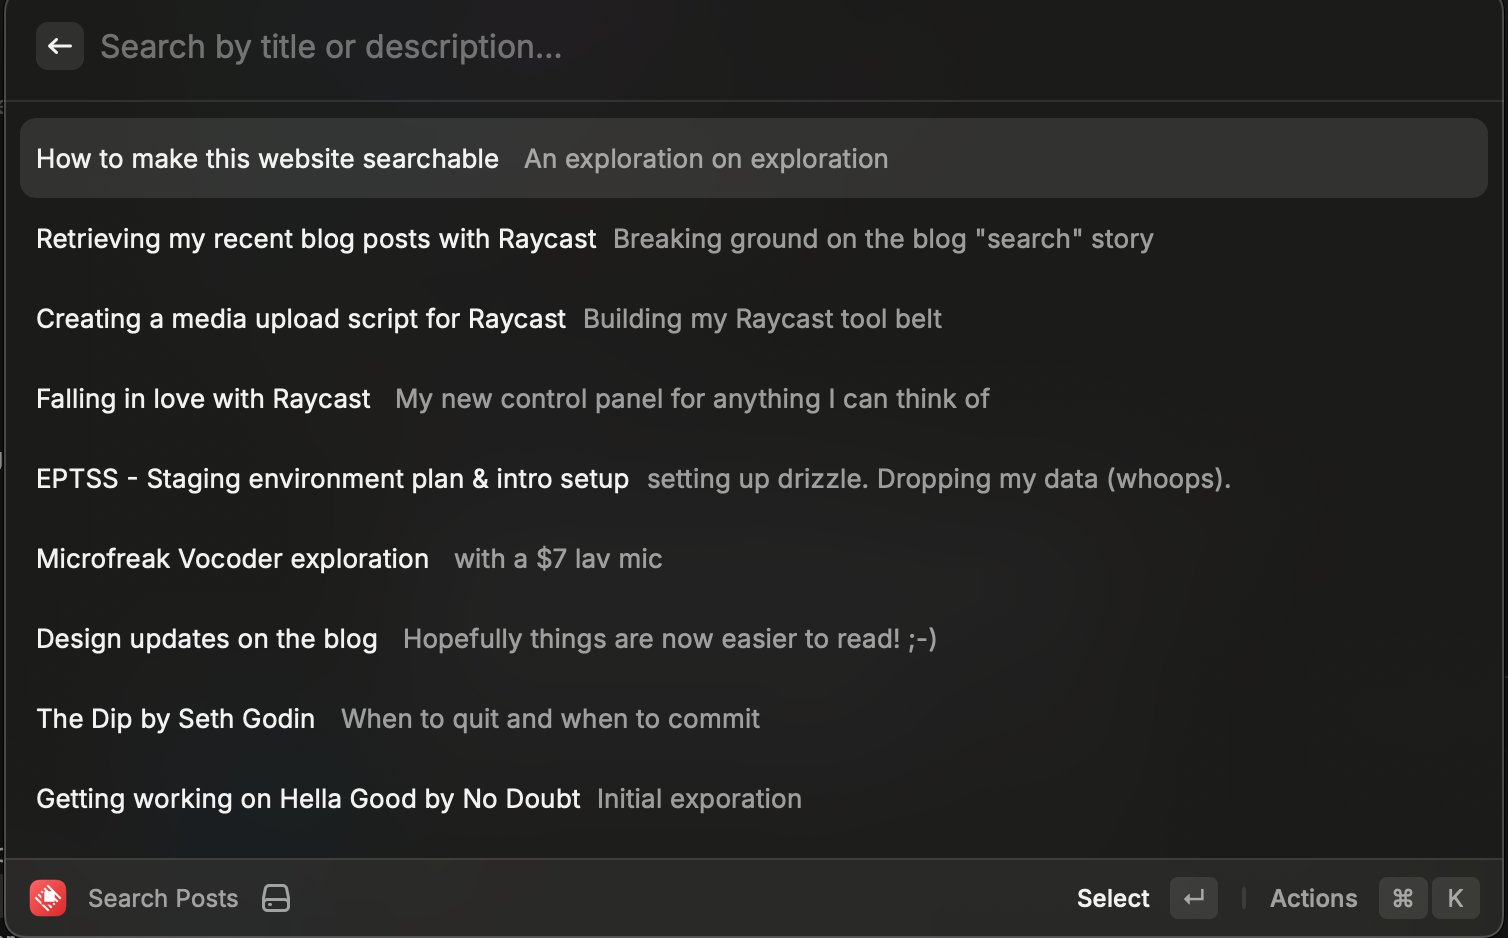 Search by title or description...
How to make this website searchable An exploration on exploration
Retrieving my recent blog posts with Raycast Breaking ground on the blog "search" story
Creating a media upload script for Raycast Building my Raycast tool belt
Falling in love with Raycast My new control panel for anything I can think of
EPTSS - Staging environment plan & intro setup setting up drizzle. Dropping my data (whoops).
Microfreak Vocoder exploration with a $7 lav mic
Design updates on the blog Hopefully things are now easier to read! ;-)
The Dip by Seth Godin When to quit and when to commit
Getting working on Hella Good by No Doubt Initial exporation
Search Posts Select ↵ Actions ⌘ K